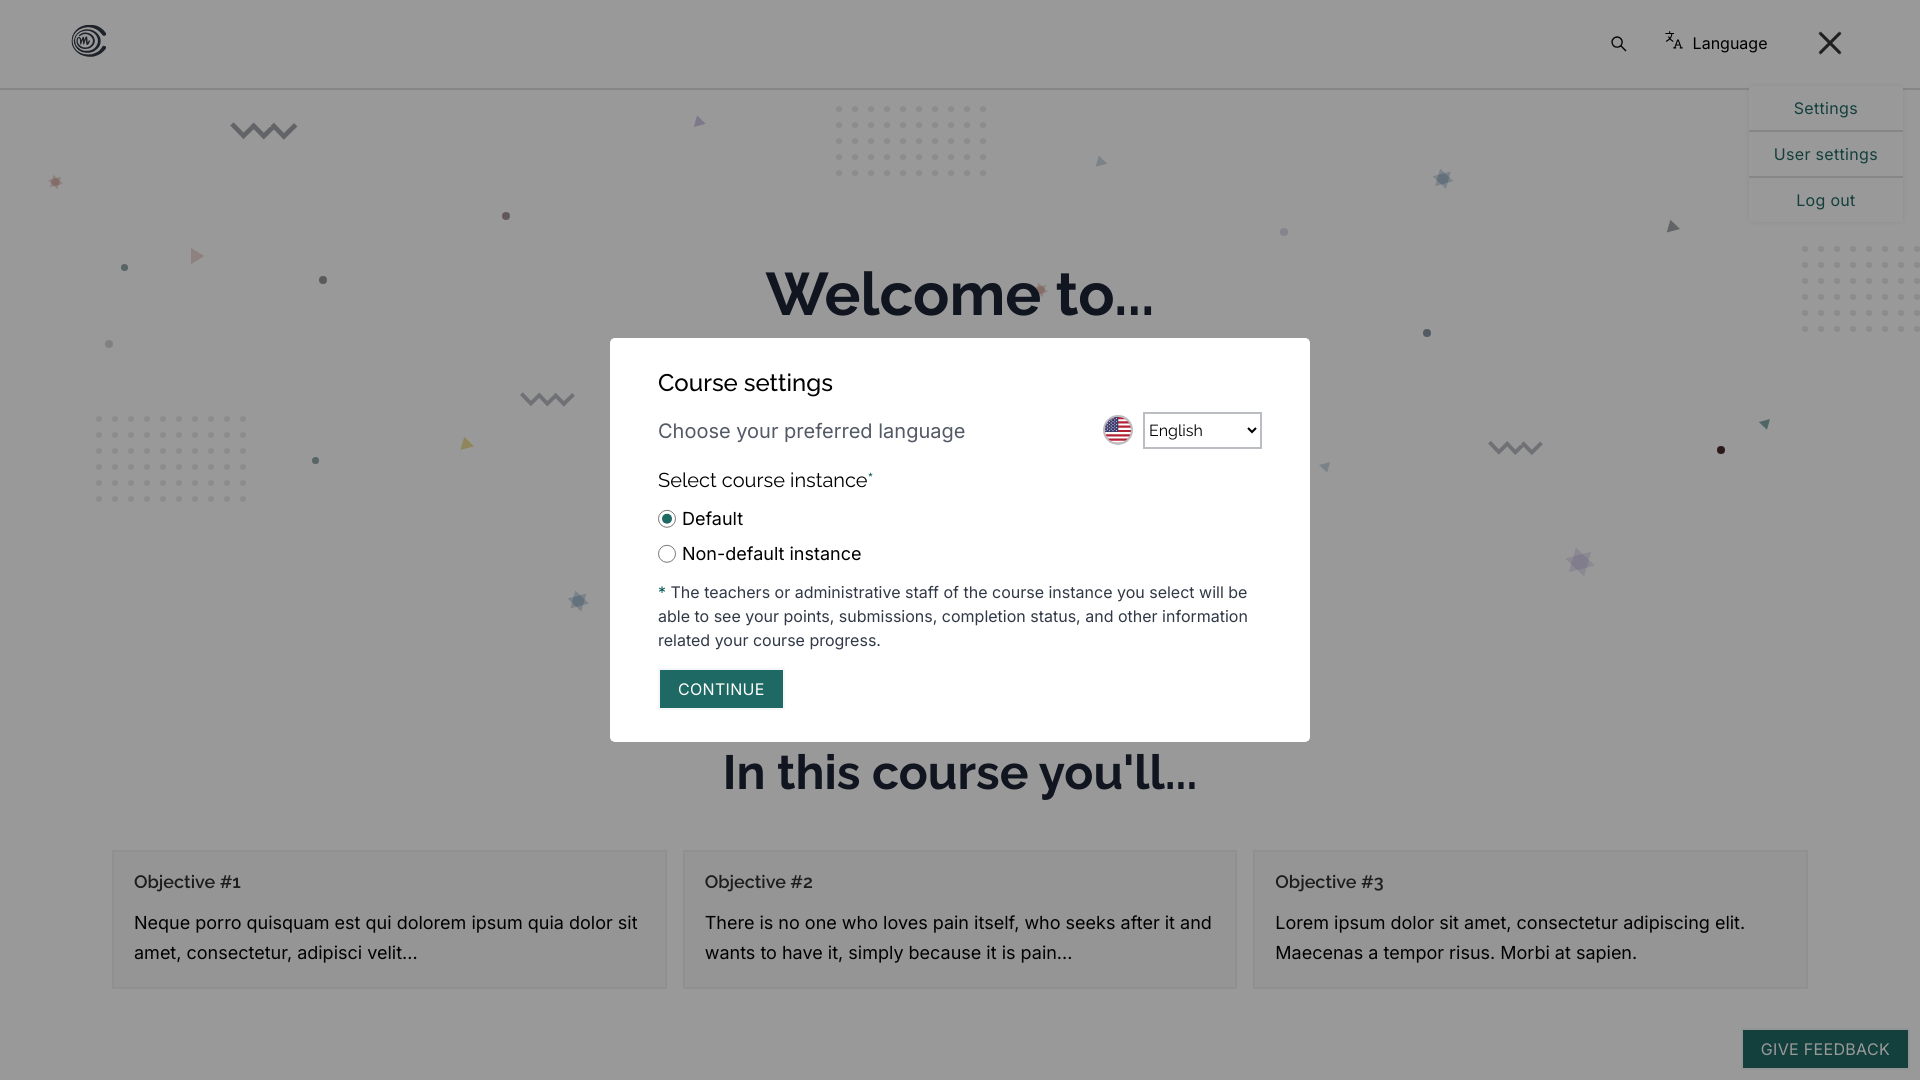 Language
Settings
User settings
Log out
Welcome to...
Course settings
Choose your preferred language
English
Select course instance*
Default
Non-default instance
* The teachers or administrative staff of the course instance you select will be
able to see your points, submissions, completion status, and other information
related your course progress.
CONTINUE
In this course you'll...
Objective #1
Neque porro quisquam est qui dolorem ipsum quia dolor sit
amet, consectetur, adipisci velit...
Objective #2
There is no one who loves pain itself, who seeks after it and
wants to have it, simply because it is pain...
Objective #3
Lorem ipsum dolor sit amet, consectetur adipiscing elit.
Maecenas a tempor risus. Morbi at sapien.
GIVE FEEDBACK